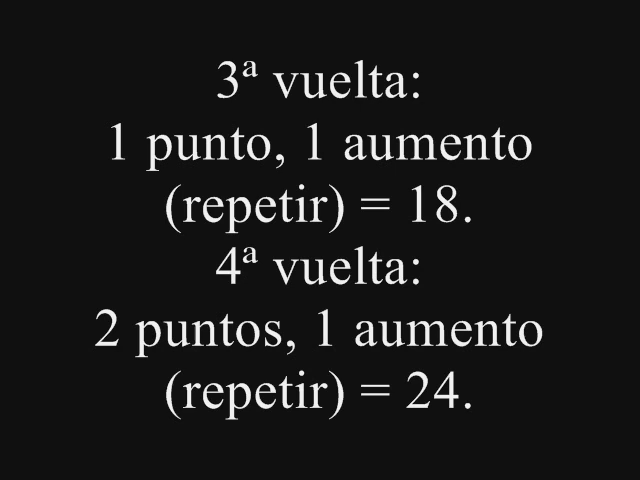 3ª vuelta:
1 punto, 1 aumento
(repetir) = 18.
4ª vuelta:
2 puntos, 1 aumento
(repetir) = 24.